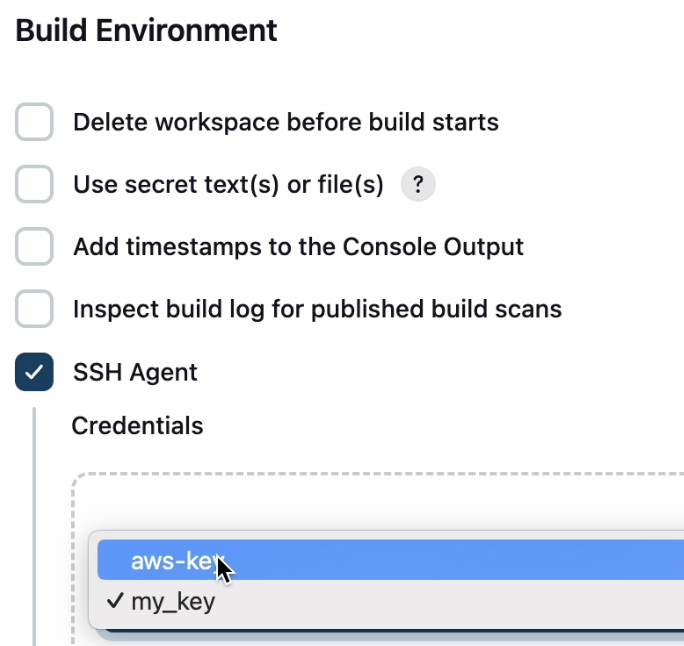 Build Environment
Delete workspace before build starts
Use secret text(s) or file(s) ?
Add timestamps to the Console Output
Inspect build log for published build scans
SSH Agent
Credentials
aws-key
my_key